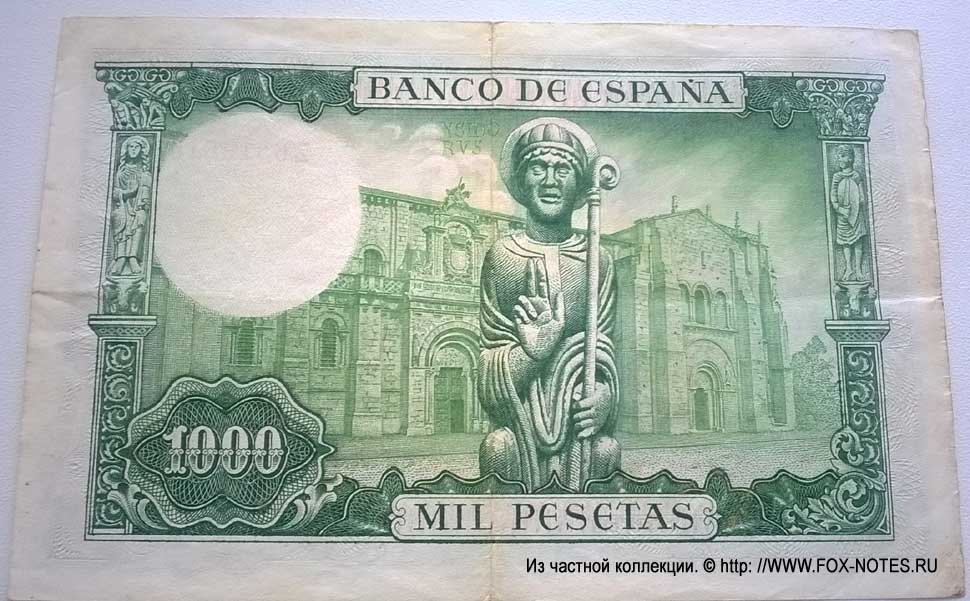 BANCO DE ESPAÑA
1000
MIL PESETAS
Из частной коллекции. © http: //WWW.FOX-NOTES.RU